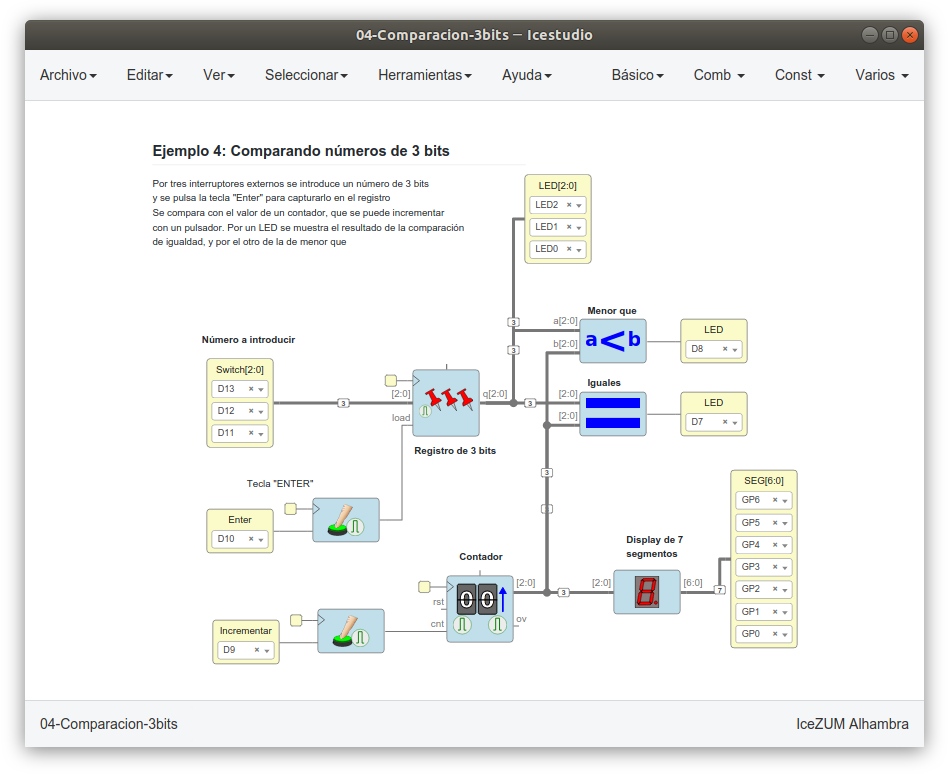 04-Comparacion-3bits – Icestudio
Archivo Editar Ver Seleccionar Herramientas Ayuda Básico Comb Const Varios
Ejemplo 4: Comparando números de 3 bits
Por tres interruptores externos se introduce un número de 3 bits
y se pulsa la tecla "Enter" para capturarlo en el registro
Se compara con el valor de un contador, que se puede incrementar
con un pulsador. Por un LED se muestra el resultado de la comparación
de igualdad, y por el otro de la de menor que
LED[2:0]
LED2
LED1
LED0
Menor que
3
a[2:0]
b[2:0]
a<b
LED
D8
3
Número a introducir
Switch[2:0]
D13
D12
D11
3
[2:0]
load
q[2:0]
3
Registro de 3 bits
Iguales
[2:0]
[2:0]
LED
D7
3
Tecla "ENTER"
Enter
D10
Contador
rst
cnt
00
[2:0]
ov
3
Display de 7
segmentos
[2:0]
8
[6:0]
7
SEG[6:0]
GP6
GP5
GP4
GP3
GP2
GP1
GP0
Incrementar
D9
04-Comparacion-3bits
IceZUM Alhambra